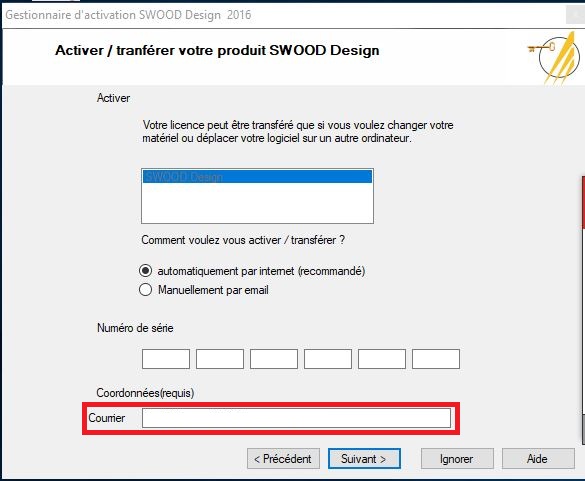 Gestionnaire d'activation SWOOD Design 2016
Activer / tranférer votre produit SWOOD Design
Activer
Votre licence peut être transféré que si vous voulez changer votre
matériel ou déplacer votre logiciel sur un autre ordinateur.
SWOOD Design
Comment voulez vous activer / transférer ?
automatiquement par internet (recommandé)
Manuellement par email
Numéro de série
Coordonnées(requis)
Courrier
< Précédent Suivant > Ignorer Aide